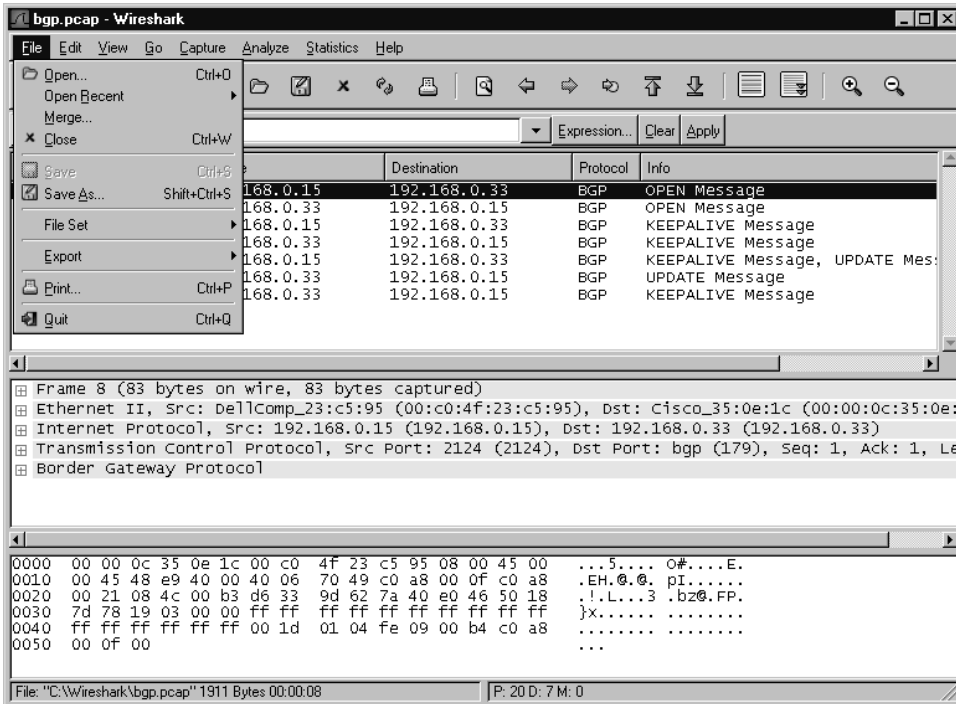 bgp.pcap - Wireshark
File Edit View Go Capture Analyze Statistics Help
Open... Ctrl+O
Open Recent
Merge...
Close Ctrl+W
Save Ctrl+S
Save As... Shift+Ctrl+S
File Set
Export
Print... Ctrl+P
Quit Ctrl+Q
Expression... Clear Apply
Destination Protocol Info
168.0.15 192.168.0.33 BGP OPEN Message
168.0.33 192.168.0.15 BGP OPEN Message
168.0.15 192.168.0.33 BGP KEEPALIVE Message
168.0.33 192.168.0.15 BGP KEEPALIVE Message
168.0.15 192.168.0.33 BGP KEEPALIVE Message, UPDATE Mes
168.0.33 192.168.0.15 BGP UPDATE Message
168.0.33 192.168.0.15 BGP KEEPALIVE Message
Frame 8 (83 bytes on wire, 83 bytes captured)
Ethernet II, Src: DellComp_23:c5:95 (00:c0:4f:23:c5:95), Dst: Cisco_35:0e:1c (00:00:0c:35:0e:
Internet Protocol, Src: 192.168.0.15 (192.168.0.15), Dst: 192.168.0.33 (192.168.0.33)
Transmission Control Protocol, Src Port: 2124 (2124), Dst Port: bgp (179), Seq: 1, Ack: 1, Le
Border Gateway Protocol
0000 00 00 0c 35 0e 1c 00 c0 4f 23 c5 95 08 00 45 00 ...5.... O#....E.
0010 00 45 48 e9 40 00 40 06 70 49 c0 a8 00 0f c0 a8 .EH.@.@. pI......
0020 00 21 08 4c 00 b3 d6 33 9d 62 7a 40 e0 46 50 18 .!.L...3 .bz@.FP.
0030 7d 78 19 03 00 00 ff ff ff ff ff ff ff ff ff ff }x...... ........
0040 ff ff ff ff ff ff 00 1d 01 04 fe 09 00 b4 c0 a8 ........ ........
0050 00 0f 00 ...
File: "C:\Wireshark\bgp.pcap" 1911 Bytes 00:00:08 P: 20 D: 7 M: 0